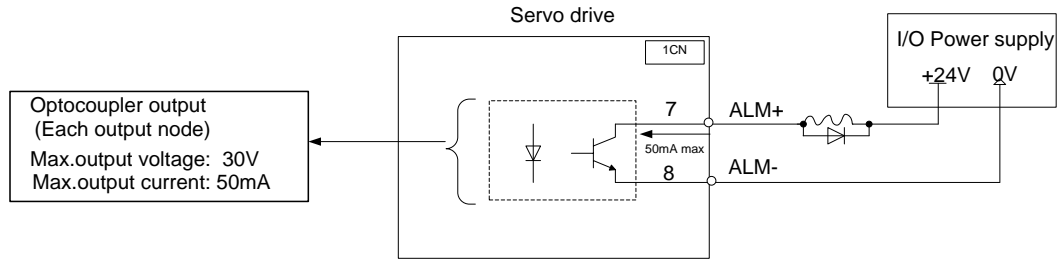 Servo drive
1CN
I/O Power supply
+24V 0V
Optocoupler output
(Each output node)
Max.output voltage: 30V
Max.output current: 50mA
7
ALM+
50mA max
8
ALM-